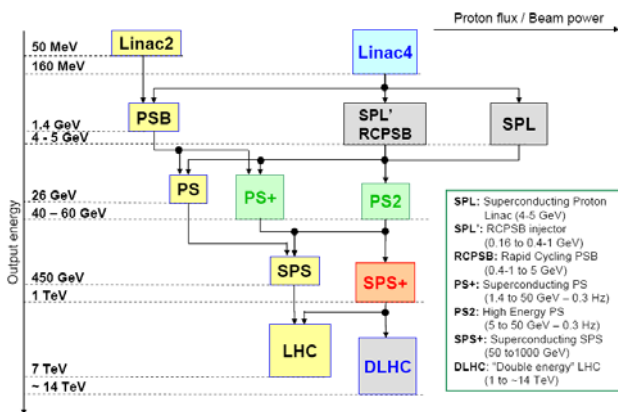 Proton flux / Beam power
Linac2
Linac4
50 MeV
160 MeV
PSB
SPL'
RCPSB
SPL
1.4 GeV
4 - 5 GeV
PS
PS+
PS2
26 GeV
40 – 60 GeV
Output energy
SPS
SPS+
450 GeV
1 TeV
LHC
DLHC
7 TeV
~ 14 TeV
SPL: Superconducting Proton
Linac (4-5 GeV)
SPL': RCPSB injector
(0.16 to 0.4-1 GeV)
RCPSB: Rapid Cycling PSB
(0.4-1 to 5 GeV)
PS+: Superconducting PS
(1.4 to 50 GeV – 0.3 Hz)
PS2: High Energy PS
(5 to 50 GeV – 0.3 Hz)
SPS+: Superconducting SPS
(50 to1000 GeV)
DLHC: "Double energy" LHC
(1 to ~14 TeV)